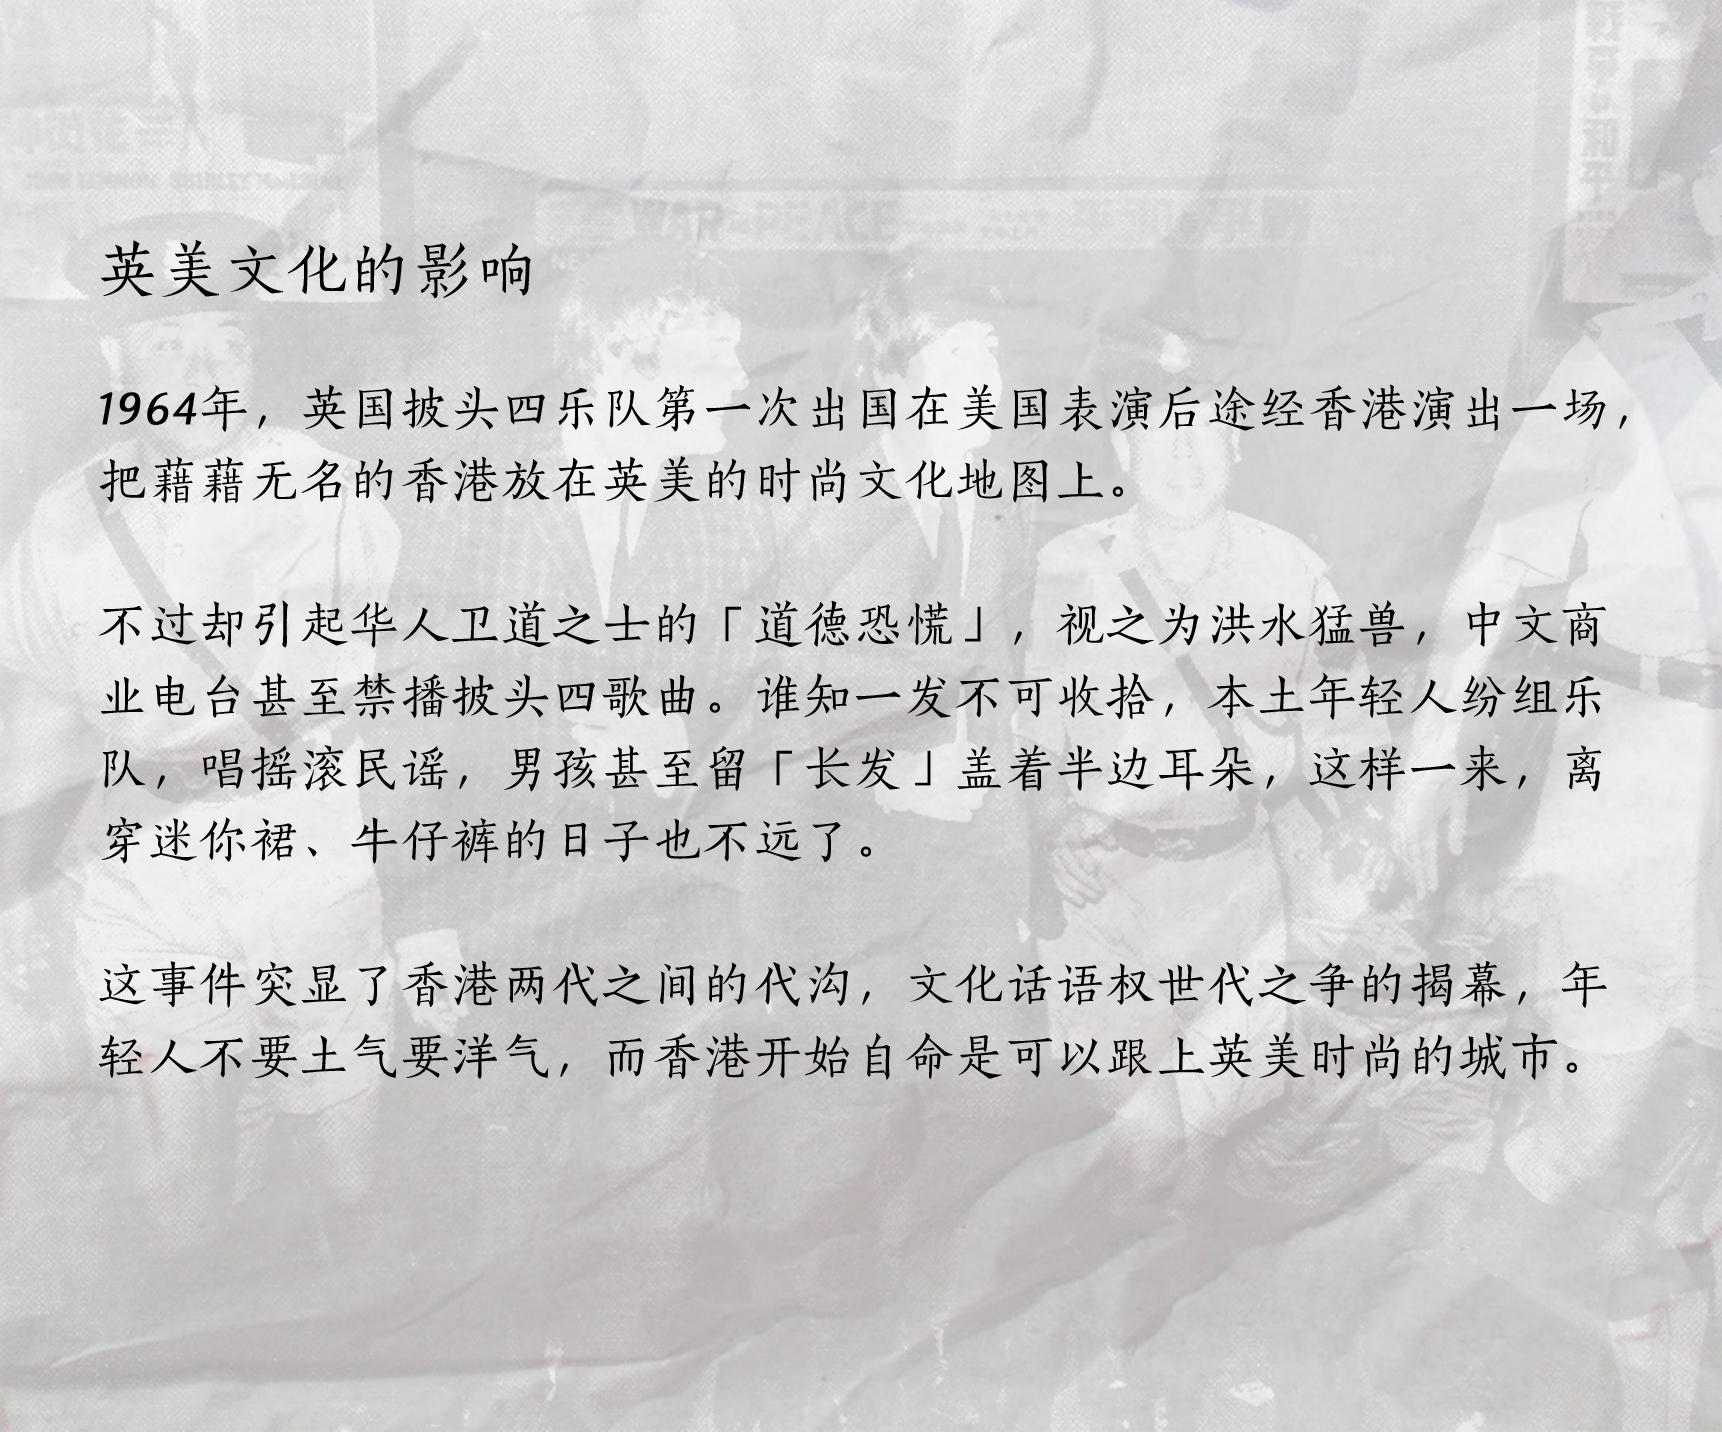 英美文化的影响
1964年，英国披头四乐队第一次出国在美国表演后途经香港演出一场，
把藉藉无名的香港放在英美的时尚文化地图上。
不过却引起华人卫道之士的「道德恐慌」，视之为洪水猛兽，中文商
业电台甚至禁播披头四歌曲。谁知一发不可收拾，本土年轻人纷组乐
队，唱摇滚民谣，男孩甚至留「长发」盖着半边耳朵，这样一来，离
穿迷你裙、牛仔裤的日子也不远了。
这事件突显了香港两代之间的代沟，文化话语权世代之争的揭幕，年
轻人不要土气要洋气，而香港开始自命是可以跟上英美时尚的城市。
WAR PEACE